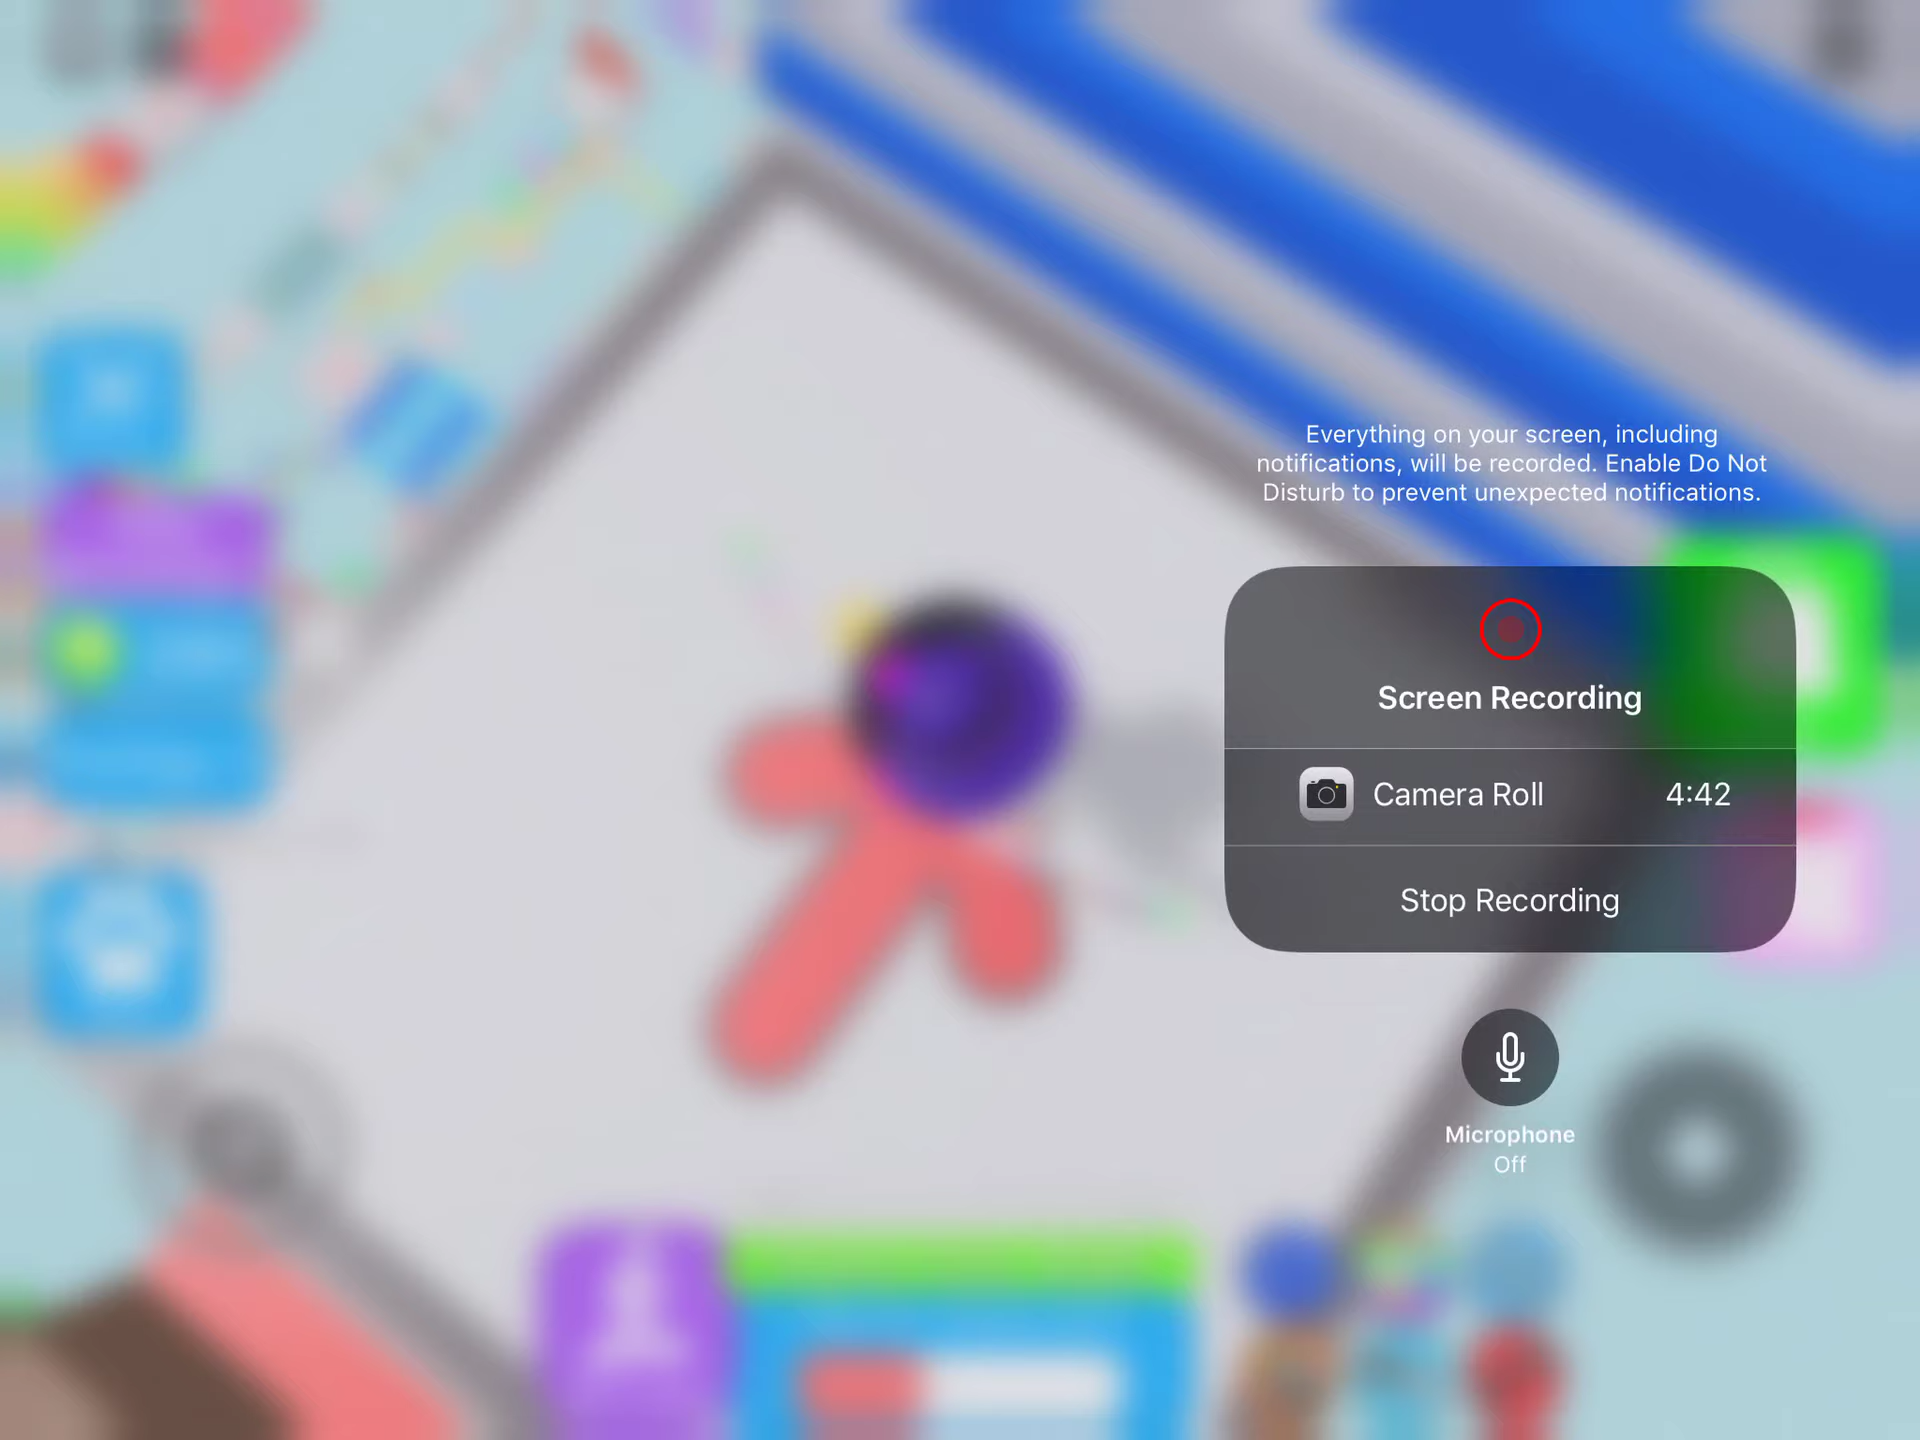 Everything on your screen, including
notifications, will be recorded. Enable Do Not
Disturb to prevent unexpected notifications.
Screen Recording
Camera Roll 4:42
Stop Recording
Microphone
Off